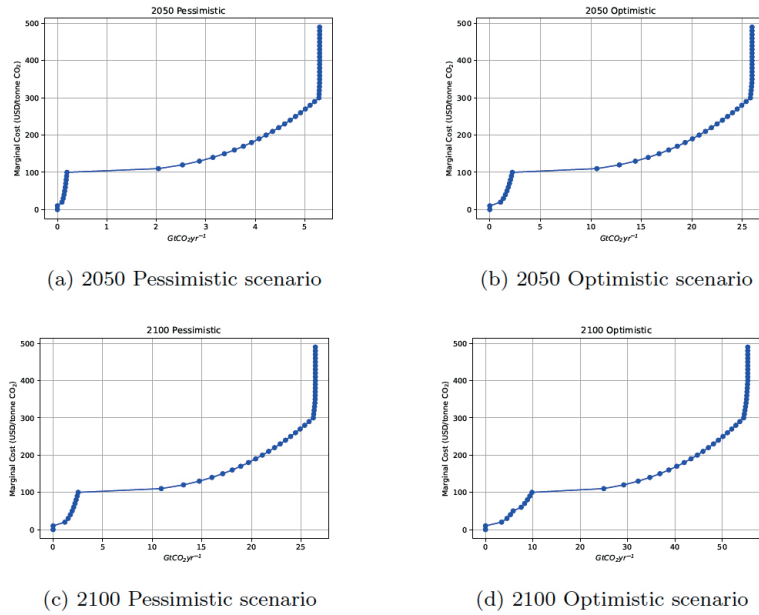 2050 Pessimistic
500
400
300
200
100
0
Marginal Cost (USD/tonne CO₂)
0 1 2 3 4 5
GtCO₂yr⁻¹
(a) 2050 Pessimistic scenario
2050 Optimistic
500
400
300
200
100
0
Marginal Cost (USD/tonne CO₂)
0 5 10 15 20 25
GtCO₂yr⁻¹
(b) 2050 Optimistic scenario
2100 Pessimistic
500
400
300
200
100
0
Marginal Cost (USD/tonne CO₂)
0 5 10 15 20 25
GtCO₂yr⁻¹
(c) 2100 Pessimistic scenario
2100 Optimistic
500
400
300
200
100
0
Marginal Cost (USD/tonne CO₂)
0 10 20 30 40 50
GtCO₂yr⁻¹
(d) 2100 Optimistic scenario